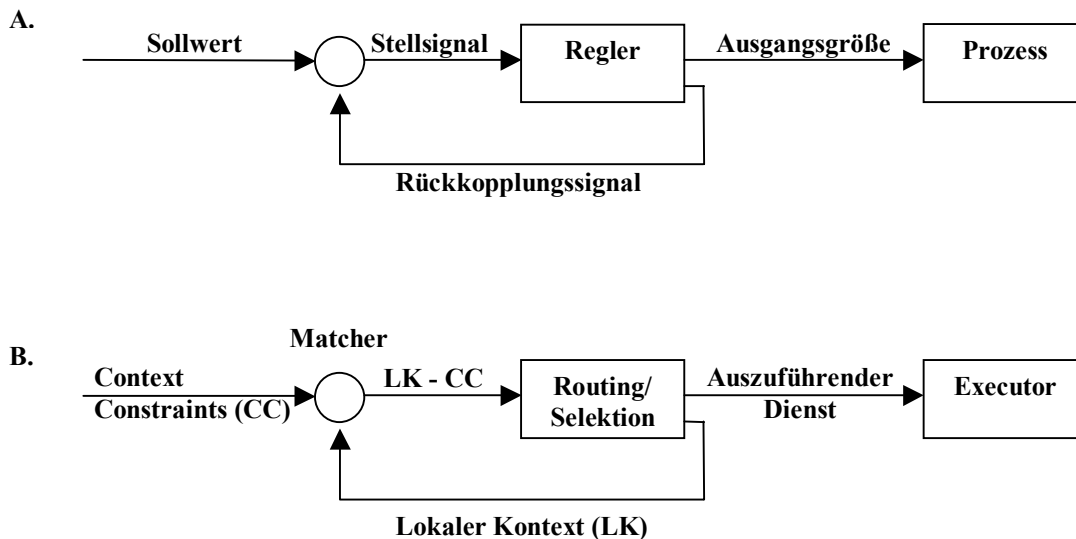 A.
Sollwert
Stellsignal
Regler
Ausgangsgröße
Prozess
Rückkopplungssignal
B.
Matcher
Context
Constraints (CC)
LK - CC
Routing/
Selektion
Auszuführender
Dienst
Executor
Lokaler Kontext (LK)